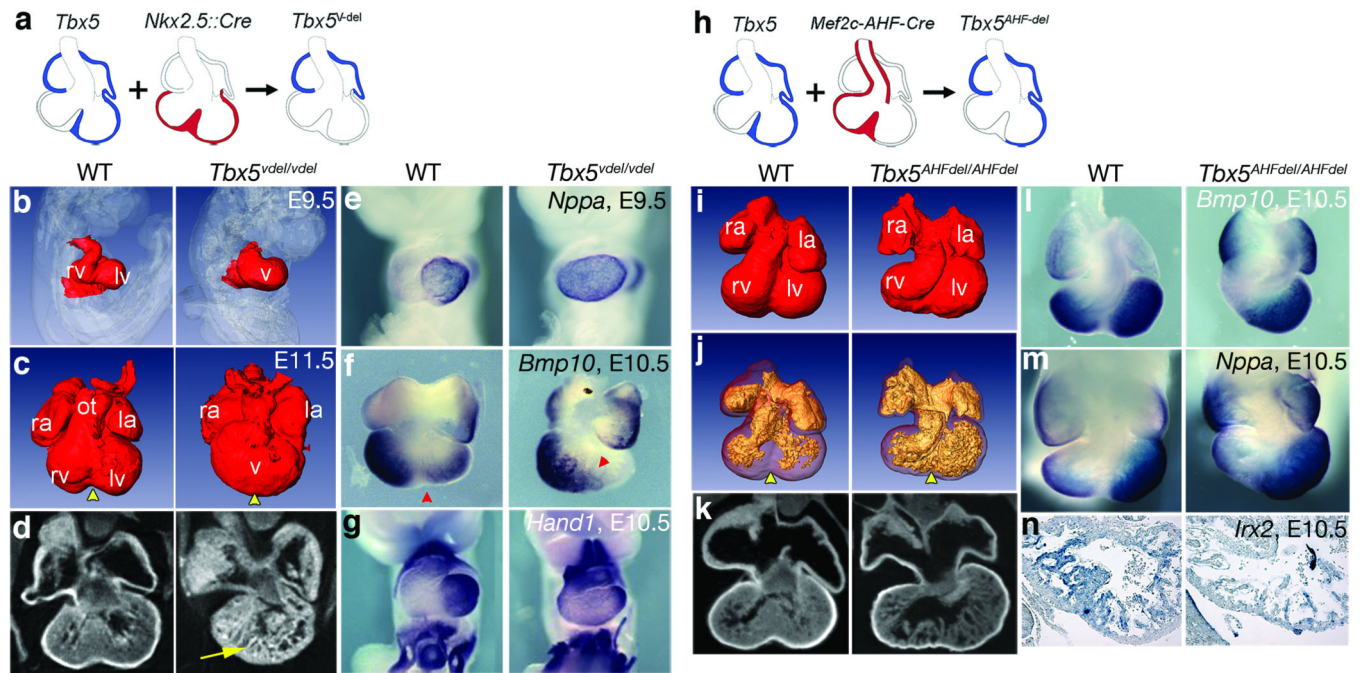 a
Tbx5 Nkx2.5::Cre Tbx5V-del
+
WT Tbx5vdel/vdel WT Tbx5vdel/vdel
b E9.5
rv lv v
e Nppa, E9.5
c E11.5
ra ot la rv lv
ra la v
f Bmp10, E10.5
d
g Hand1, E10.5
h
Tbx5 Mef2c-AHF-Cre Tbx5AHF-del
+
WT Tbx5AHFdel/AHFdel WT Tbx5AHFdel/AHFdel
i
ra la rv lv
ra la rv lv
l Bmp10, E10.5
j
m Nppa, E10.5
k
n Irx2, E10.5